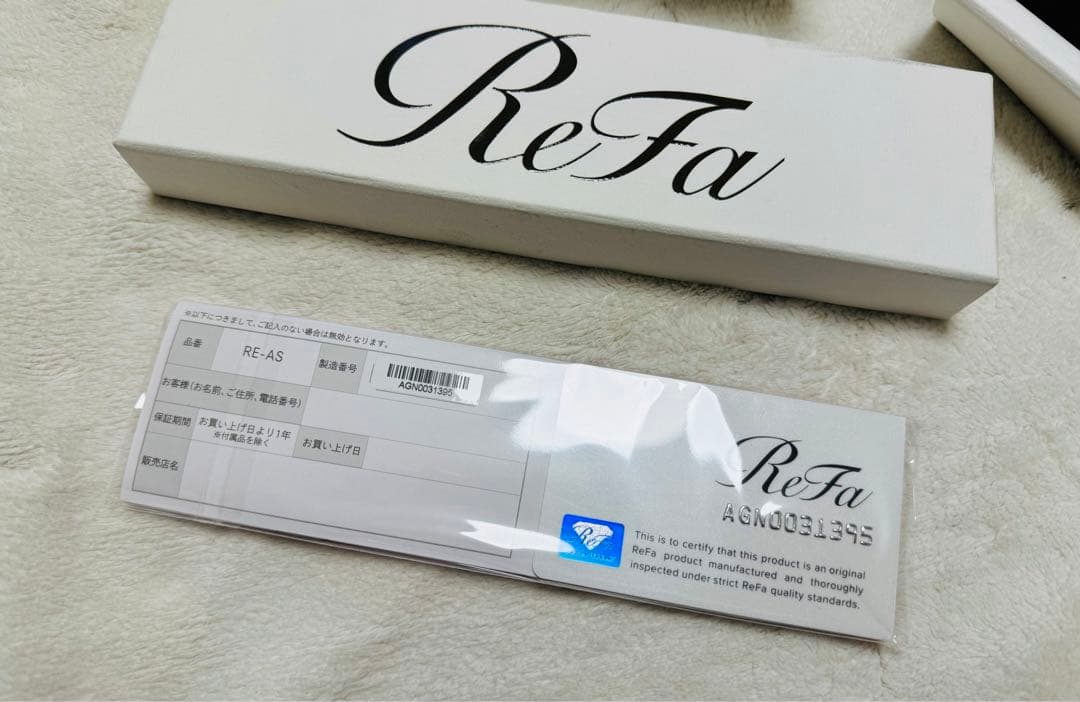 ReFa
※以下につきまして、ご記入のない場合は無効となります。
品番
RE-AS
製造番号
AGN0031395
お客様(お名前、ご住所、電話番号)
保証期間
お買い上げ日より1年
※付属品を除く
お買い上げ日
販売店名
ReFa
AGN0031395
This is to certify that this product is an original
ReFa product manufactured and thoroughly
inspected under strict ReFa quality standards.